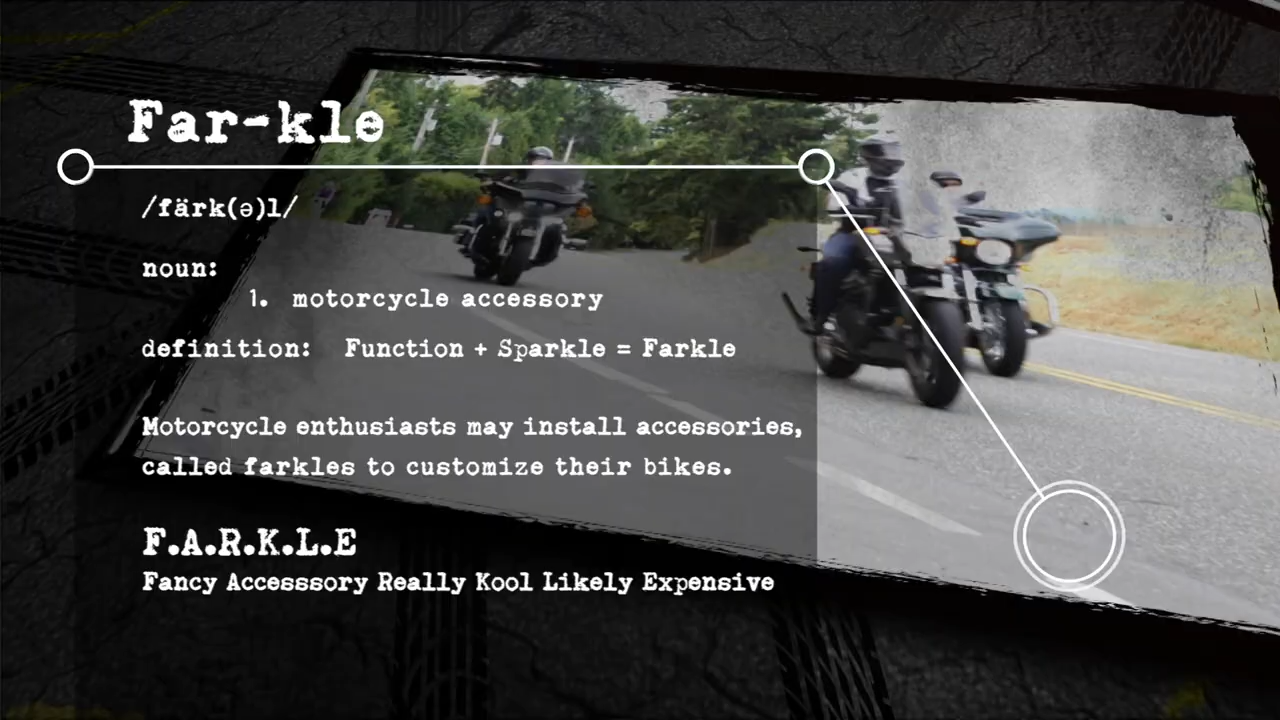 Far-kle
/färk(ə)l/
noun:
1. motorcycle accessory
definition: Function + Sparkle = Farkle
Motorcycle enthusiasts may install accessories,
called farkles to customize their bikes.
F.A.R.K.L.E
Fancy Accesssory Really Kool Likely Expensive